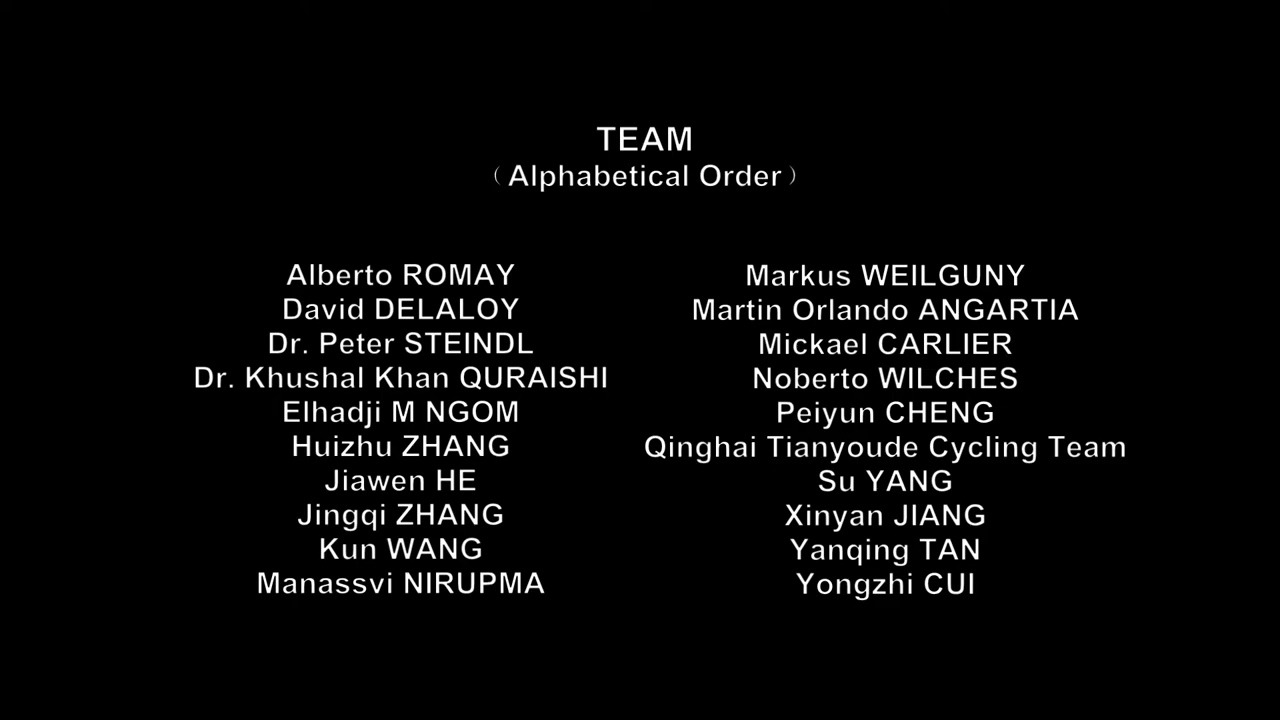 TEAM
（Alphabetical Order）
Alberto ROMAY
David DELALOY
Dr. Peter STEINDL
Dr. Khushal Khan QURAISHI
Elhadji M NGOM
Huizhu ZHANG
Jiawen HE
Jingqi ZHANG
Kun WANG
Manassvi NIRUPMA
Markus WEILGUNY
Martin Orlando ANGARTIA
Mickael CARLIER
Noberto WILCHES
Peiyun CHENG
Qinghai Tianyoude Cycling Team
Su YANG
Xinyan JIANG
Yanqing TAN
Yongzhi CUI